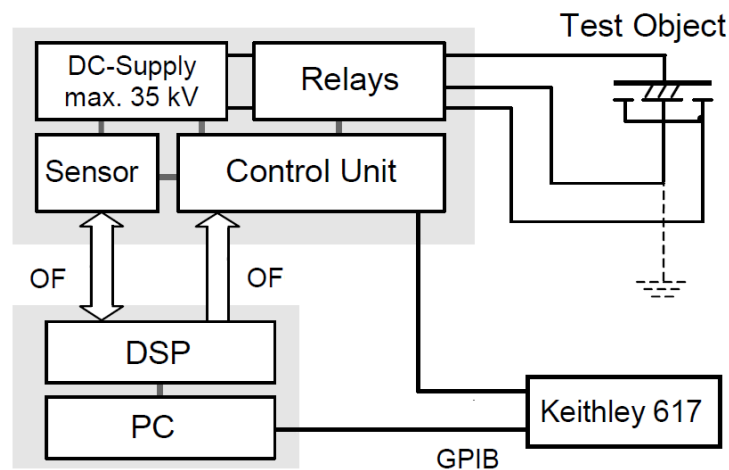 Test Object
DC-Supply
max. 35 kV
Relays
Sensor
Control Unit
OF
OF
DSP
PC
Keithley 617
GPIB